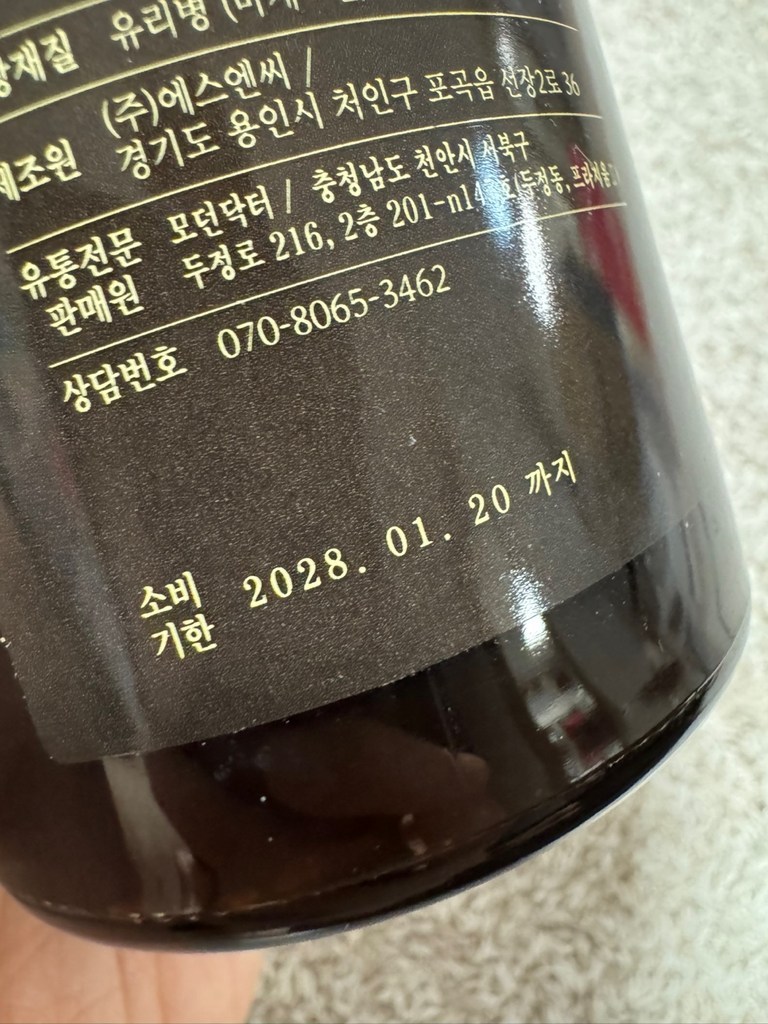 유리병
(주)에스엔씨 /
제조원 경기도 용인시 처인구 포곡읍 선장2로 36
유통전문 모던닥터 / 충청남도 천안시 서북구
판매원 두정로 216, 2층 201-n14 호(두정동,
상담번호 070-8065-3462
소비 2028. 01. 20 까지
기한